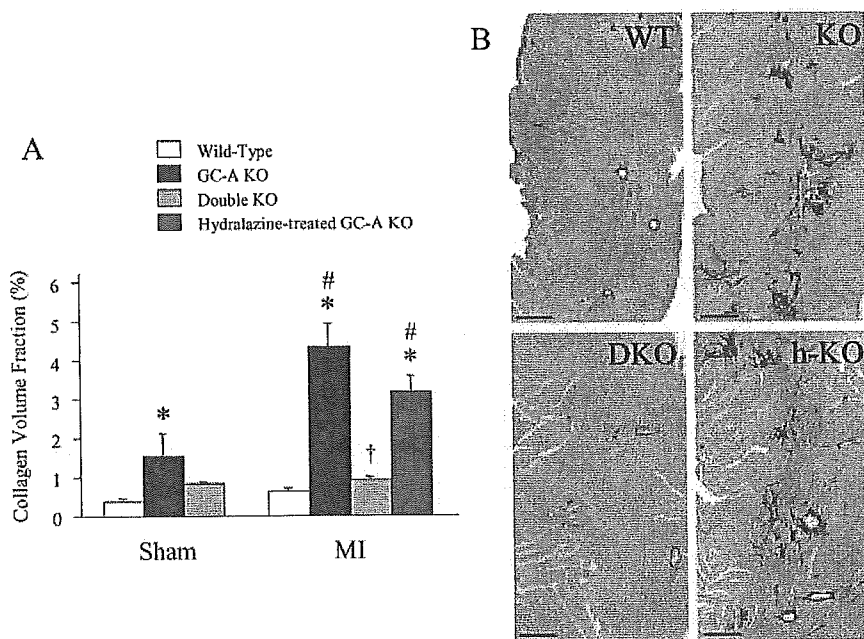 A
Wild-Type
GC-A KO
Double KO
Hydralazine-treated GC-A KO
Collagen Volume Fraction (%)
6
5
4
3
2
1
0
*
#
*
†
#
*
Sham
MI
B
WT
KO
DKO
h-KO